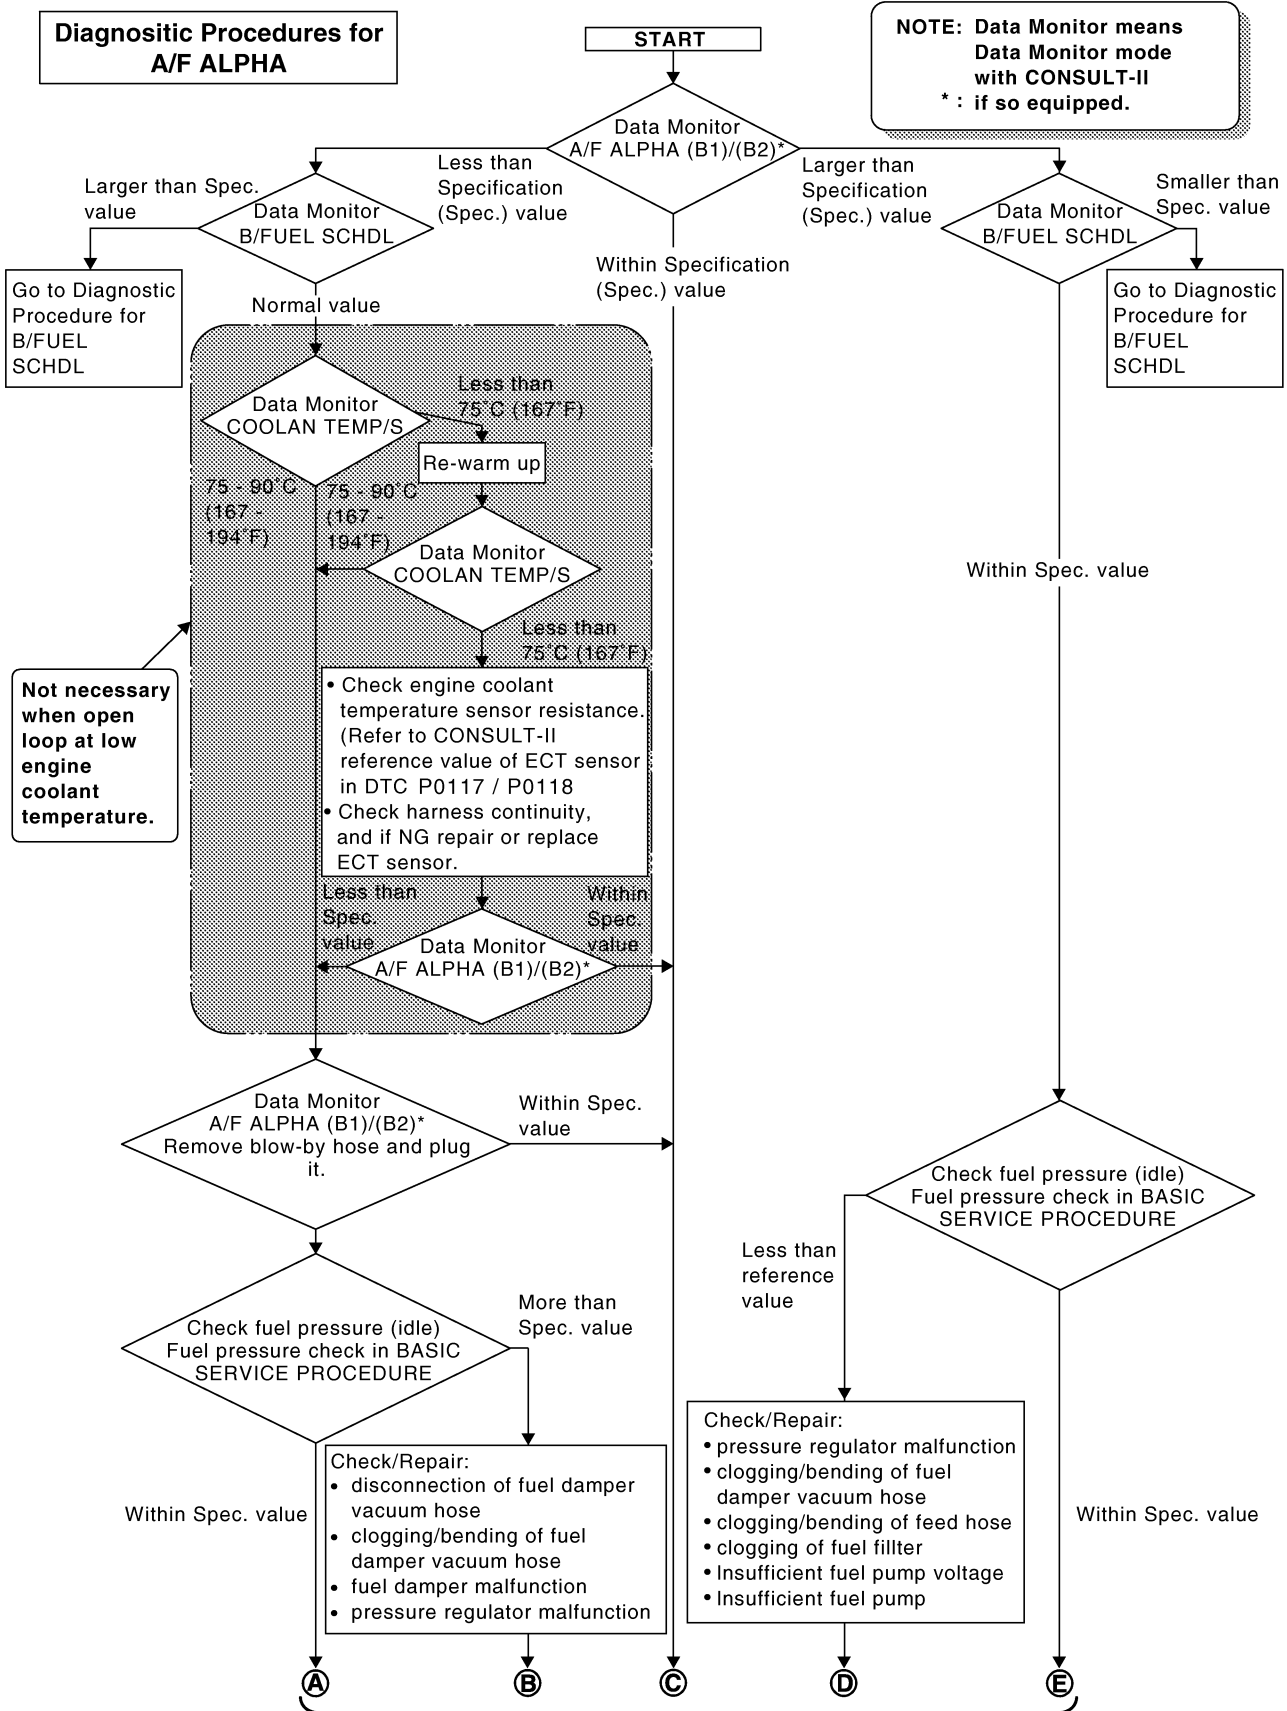 Diagnositic Procedures for
A/F ALPHA
START
NOTE: Data Monitor means
Data Monitor mode
with CONSULT-II
* : if so equipped.
Data Monitor
A/F ALPHA (B1)/(B2)*
Less than
Specification
(Spec.) value
Larger than
Specification
(Spec.) value
Within Specification
(Spec.) value
Larger than Spec.
value
Data Monitor
B/FUEL SCHDL
Data Monitor
B/FUEL SCHDL
Smaller than
Spec. value
Go to Diagnostic
Procedure for
B/FUEL
SCHDL
Normal value
Go to Diagnostic
Procedure for
B/FUEL
SCHDL
Data Monitor
COOLAN TEMP/S
Less than
75˚C (167˚F)
Re-warm up
75 - 90˚C
(167 -
194˚F)
75 - 90˚C
(167 -
194˚F)
Data Monitor
COOLAN TEMP/S
Within Spec. value
Less than
75˚C (167˚F)
Not necessary
when open
loop at low
engine
coolant
temperature.
• Check engine coolant
temperature sensor resistance.
(Refer to CONSULT-II
reference value of ECT sensor
in DTC P0117 / P0118
• Check harness continuity,
and if NG repair or replace
ECT sensor.
Less than
Spec.
value
Within
Spec.
value
Data Monitor
A/F ALPHA (B1)/(B2)*
Data Monitor
A/F ALPHA (B1)/(B2)*
Remove blow-by hose and plug
it.
Within Spec.
value
Check fuel pressure (idle)
Fuel pressure check in BASIC
SERVICE PROCEDURE
Less than
reference
value
Check fuel pressure (idle)
Fuel pressure check in BASIC
SERVICE PROCEDURE
More than
Spec. value
Within Spec. value
Check/Repair:
• disconnection of fuel damper
vacuum hose
• clogging/bending of fuel
damper vacuum hose
• fuel damper malfunction
• pressure regulator malfunction
Check/Repair:
• pressure regulator malfunction
• clogging/bending of fuel
damper vacuum hose
• clogging/bending of feed hose
• clogging of fuel fillter
• Insufficient fuel pump voltage
• Insufficient fuel pump
Within Spec. value
A
B
C
D
E